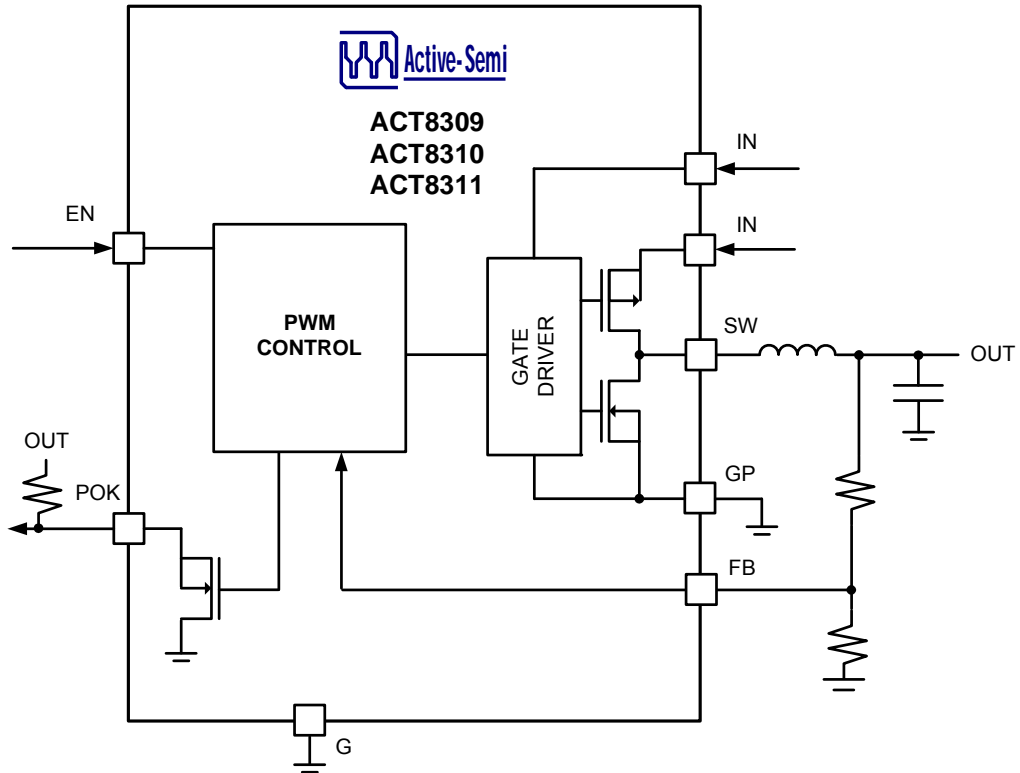 Active-Semi
ACT8309
ACT8310
ACT8311
IN
EN
IN
PWM
CONTROL
GATE
DRIVER
SW
OUT
OUT
POK
GP
FB
G